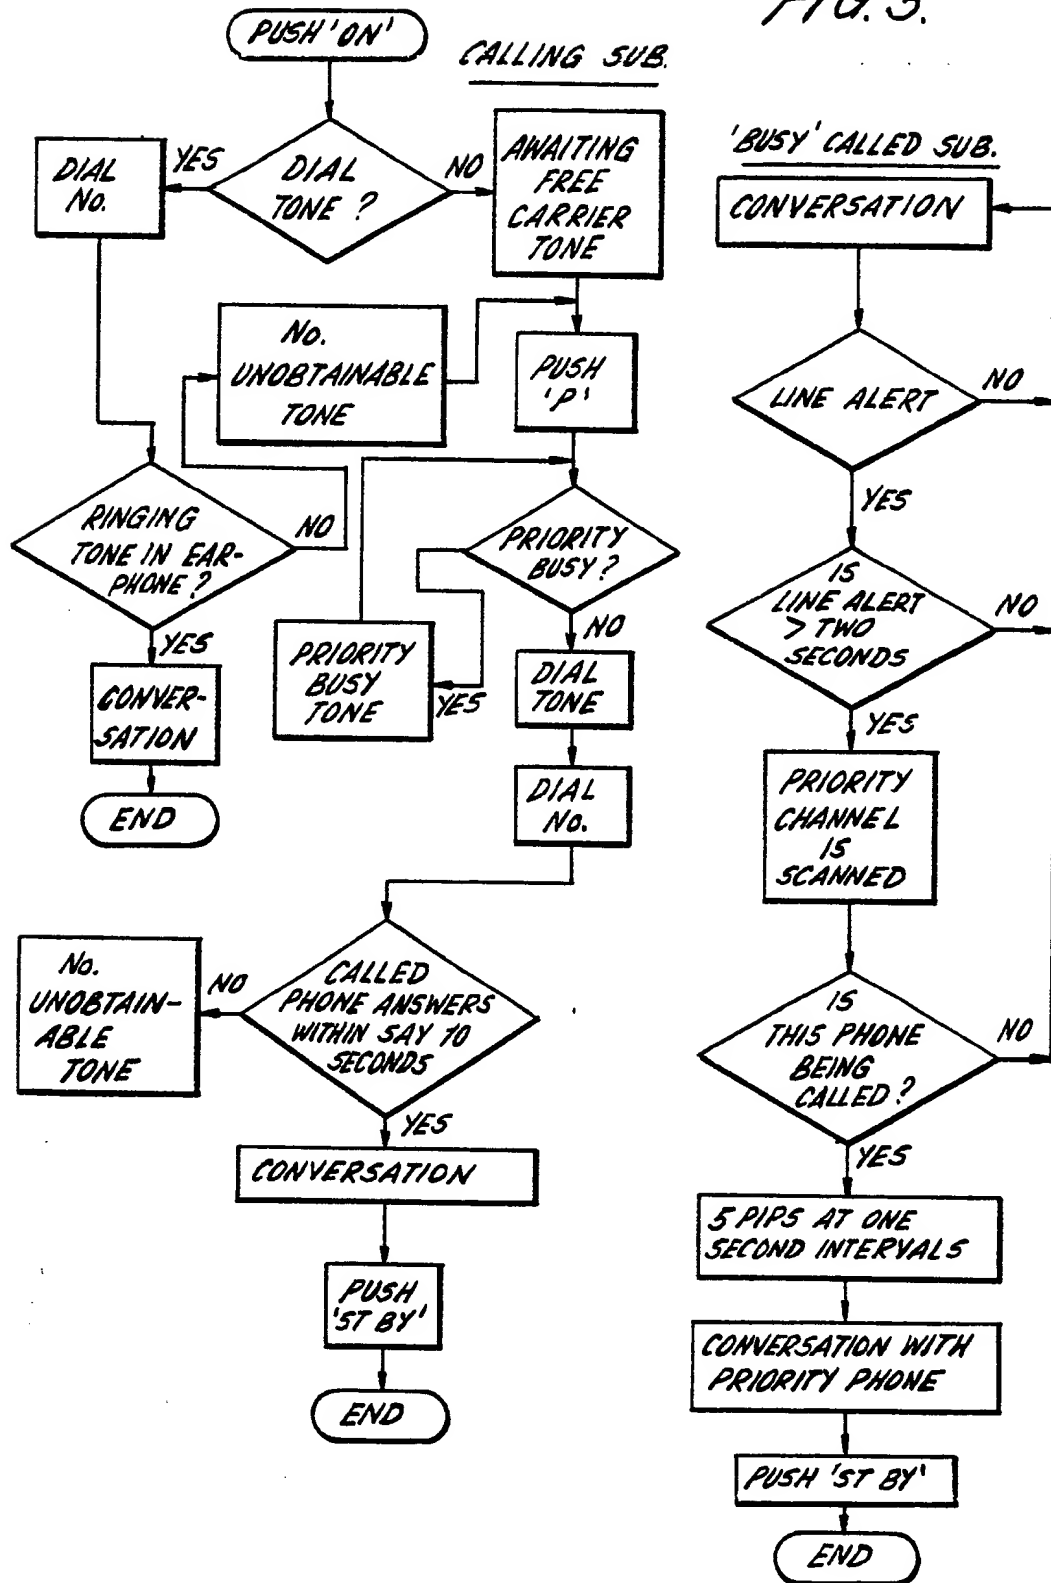 FIG. 3.
PUSH 'ON'
CALLING SUB.
DIAL
TONE ?
YES
NO
DIAL
No.
AWAITING
FREE
CARRIER
TONE
No.
UNOBTAINABLE
TONE
PUSH
'P'
RINGING
TONE IN EAR-
PHONE ?
NO
YES
CONVER-
SATION
END
PRIORITY
BUSY ?
NO
YES
PRIORITY
BUSY
TONE
DIAL
TONE
DIAL
No.
CALLED
PHONE ANSWERS
WITHIN SAY 10
SECONDS
NO
YES
No.
UNOBTAIN-
ABLE
TONE
CONVERSATION
PUSH
'ST BY'
END
'BUSY' CALLED SUB.
CONVERSATION
LINE ALERT
NO
YES
IS
LINE ALERT
> TWO
SECONDS
NO
YES
PRIORITY
CHANNEL
IS
SCANNED
IS
THIS PHONE
BEING
CALLED ?
NO
YES
5 PIPS AT ONE
SECOND INTERVALS
CONVERSATION WITH
PRIORITY PHONE
PUSH 'ST BY'
END